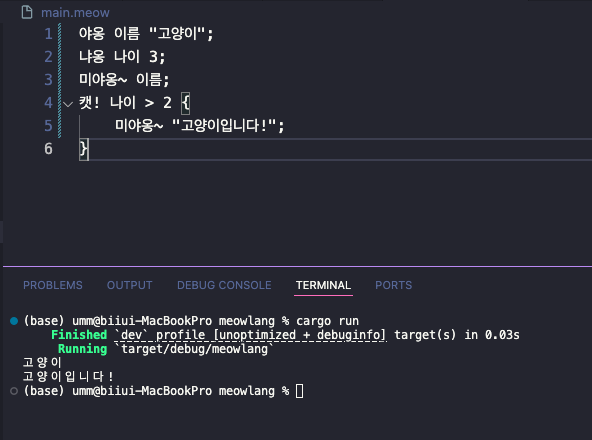 main.meow
1 야옹 이름 "고양이";
2 냐옹 나이 3;
3 미야옹~ 이름;
4 캣! 나이 > 2 {
5 미야옹~ "고양이입니다!";
6 }
PROBLEMS OUTPUT DEBUG CONSOLE TERMINAL PORTS
(base) umm@biiui-MacBookPro meowlang % cargo run
Finished `dev` profile [unoptimized + debuginfo] target(s) in 0.03s
Running `target/debug/meowlang`
고양이
고양이입니다!
(base) umm@biiui-MacBookPro meowlang %